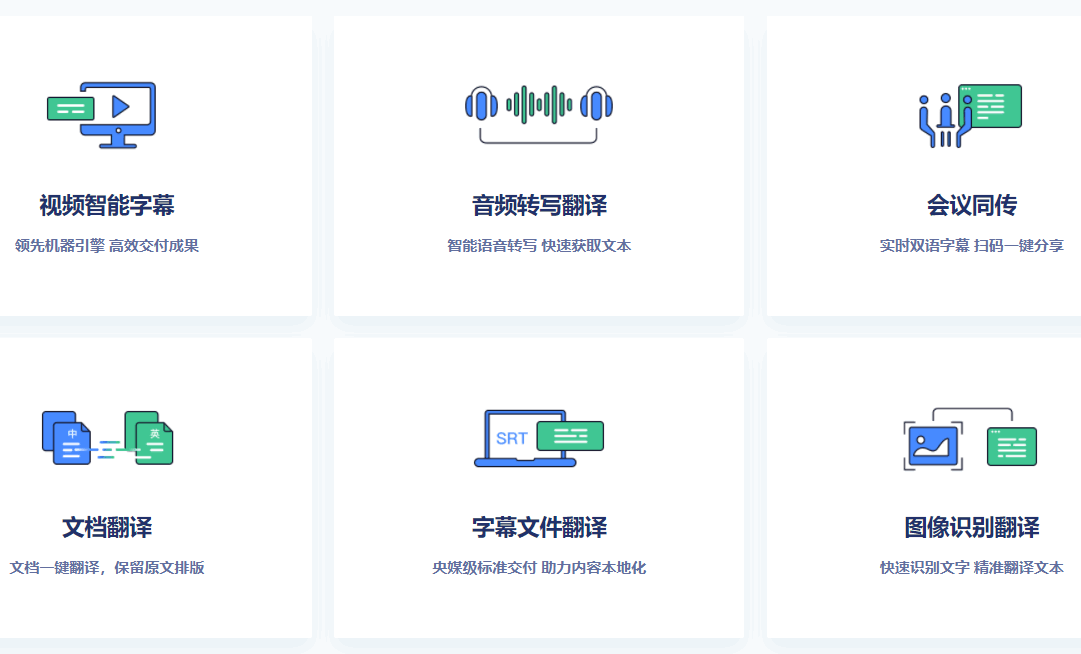 视频智能字幕
领先机器引擎 高效交付成果
音频转写翻译
智能语音转写 快速获取文本
会议同传
实时双语字幕 扫码一键分享
中
英
文档翻译
文档一键翻译，保留原文排版
SRT
字幕文件翻译
央媒级标准交付 助力内容本地化
图像识别翻译
快速识别文字 精准翻译文本